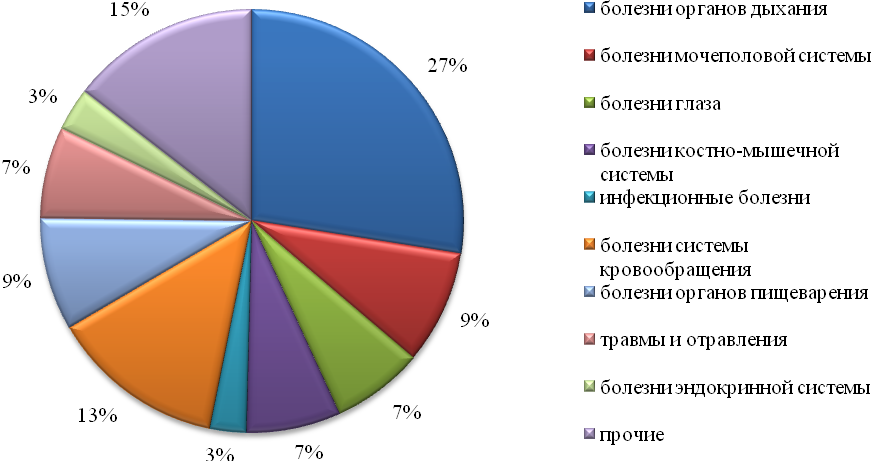 15%
27%
3%
7%
9%
9%
13%
7%
3%
7%
болезни органов дыхания
болезни мочеполовой системы
болезни глаза
болезни костно-мышечной
системы
инфекционные болезни
болезни системы
кровообращения
болезни органов пищеварения
травмы и отравления
болезни эндокринной системы
прочие